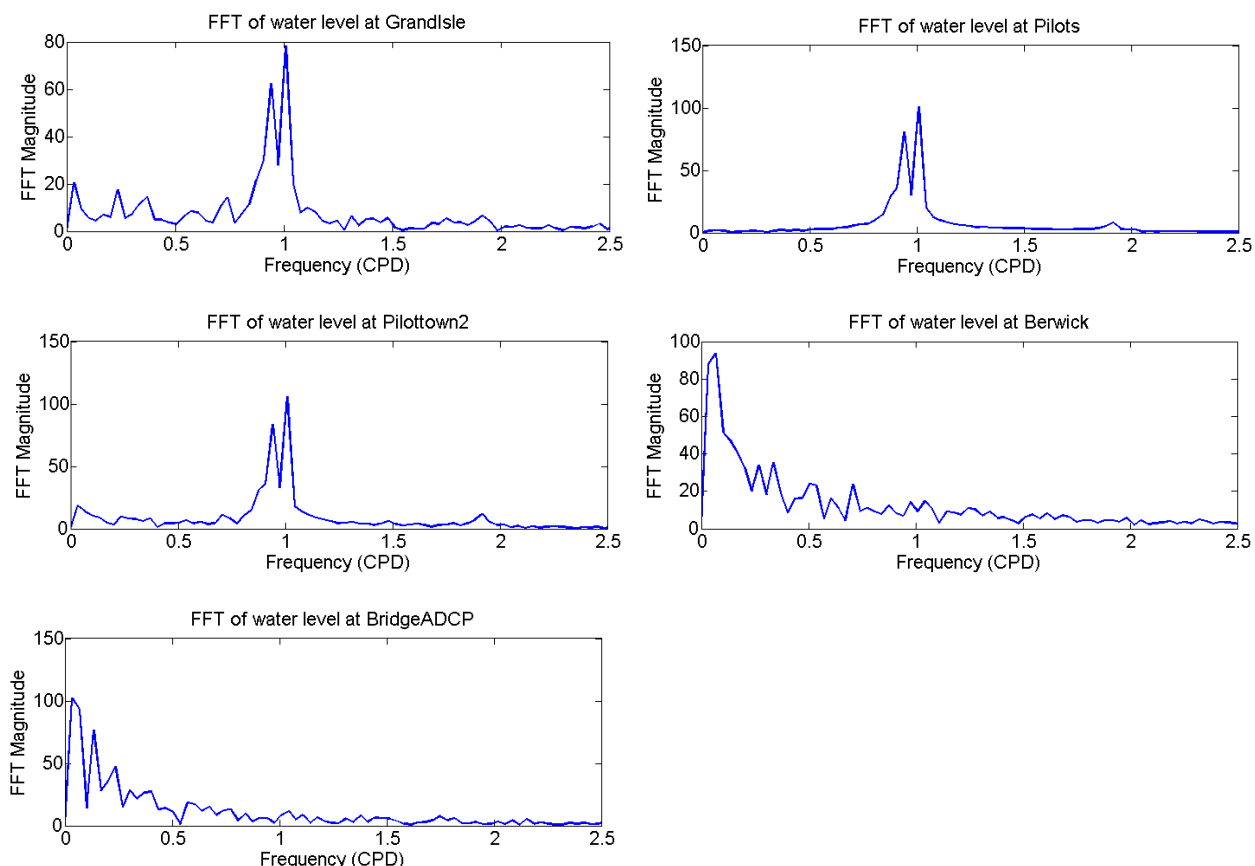 FFT of water level at GrandIsle
80
60
40
20
0
FFT Magnitude
0 0.5 1 1.5 2 2.5
Frequency (CPD)
FFT of water level at Pilots
150
100
50
0
FFT Magnitude
0 0.5 1 1.5 2 2.5
Frequency (CPD)
FFT of water level at Pilottown2
150
100
50
0
FFT Magnitude
0 0.5 1 1.5 2 2.5
Frequency (CPD)
FFT of water level at Berwick
100
80
60
40
20
0
FFT Magnitude
0 0.5 1 1.5 2 2.5
Frequency (CPD)
FFT of water level at BridgeADCP
150
100
50
0
FFT Magnitude
0 0.5 1 1.5 2 2.5
Frequency (CPD)